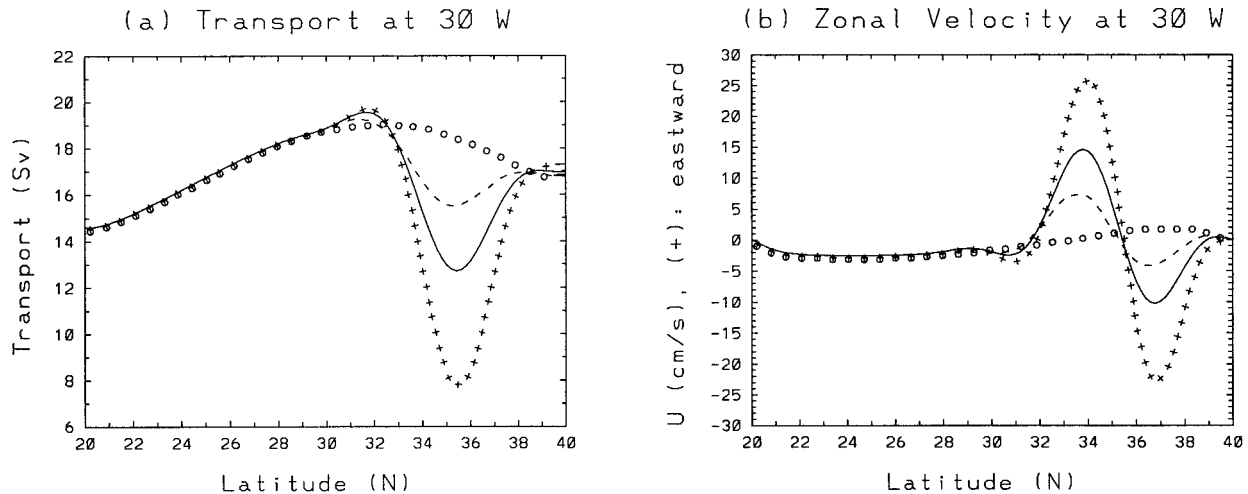 (a) Transport at 30 W
Transport (Sv)
22
20
18
16
14
12
10
8
6
20 22 24 26 28 30 32 34 36 38 40
Latitude (N)
(b) Zonal Velocity at 30 W
U (cm/s), (+): eastward
30
25
20
15
10
5
0
-5
-10
-15
-20
-25
-30
20 22 24 26 28 30 32 34 36 38 40
Latitude (N)